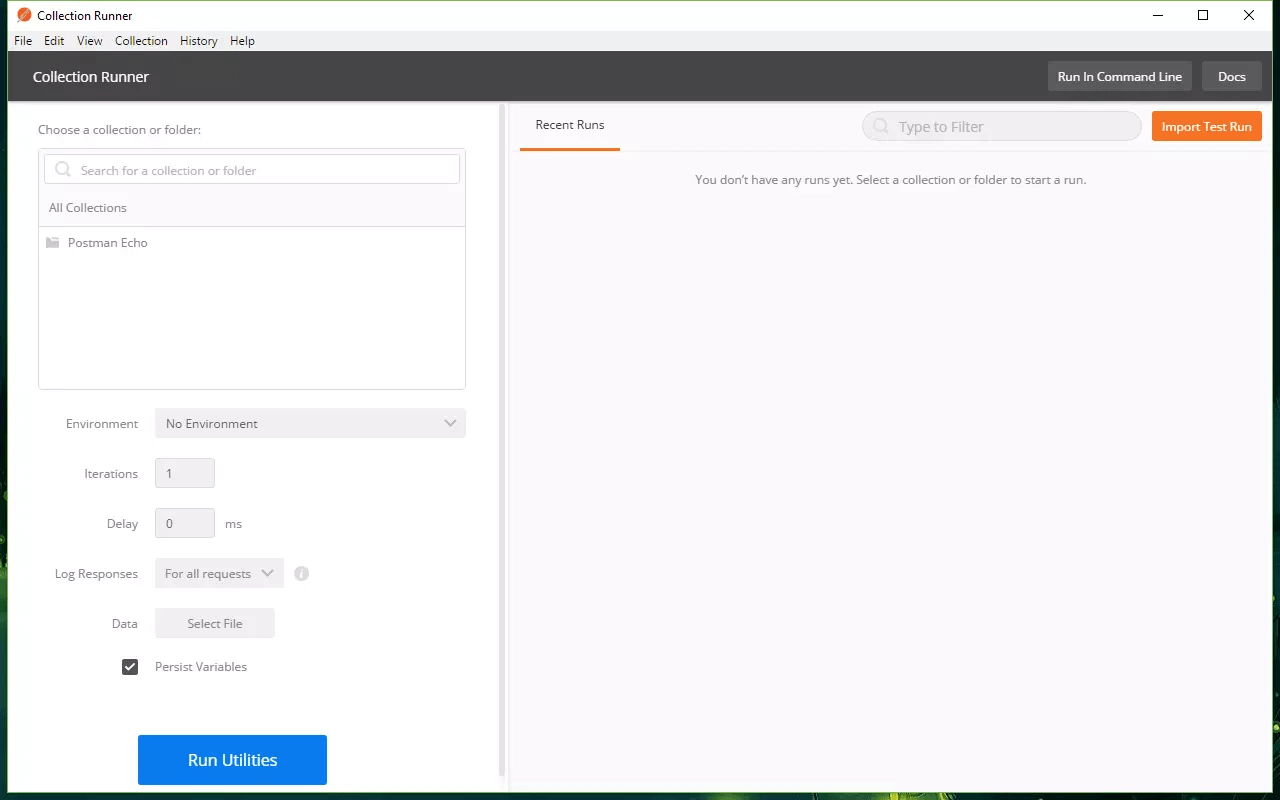 Collection Runner
File Edit View Collection History Help
Collection Runner
Run In Command Line
Docs
Choose a collection or folder:
Search for a collection or folder
All Collections
Postman Echo
Environment No Environment
Iterations 1
Delay 0 ms
Log Responses For all requests
Data Select File
Persist Variables
Run Utilities
Recent Runs
Type to Filter
Import Test Run
You don't have any runs yet. Select a collection or folder to start a run.